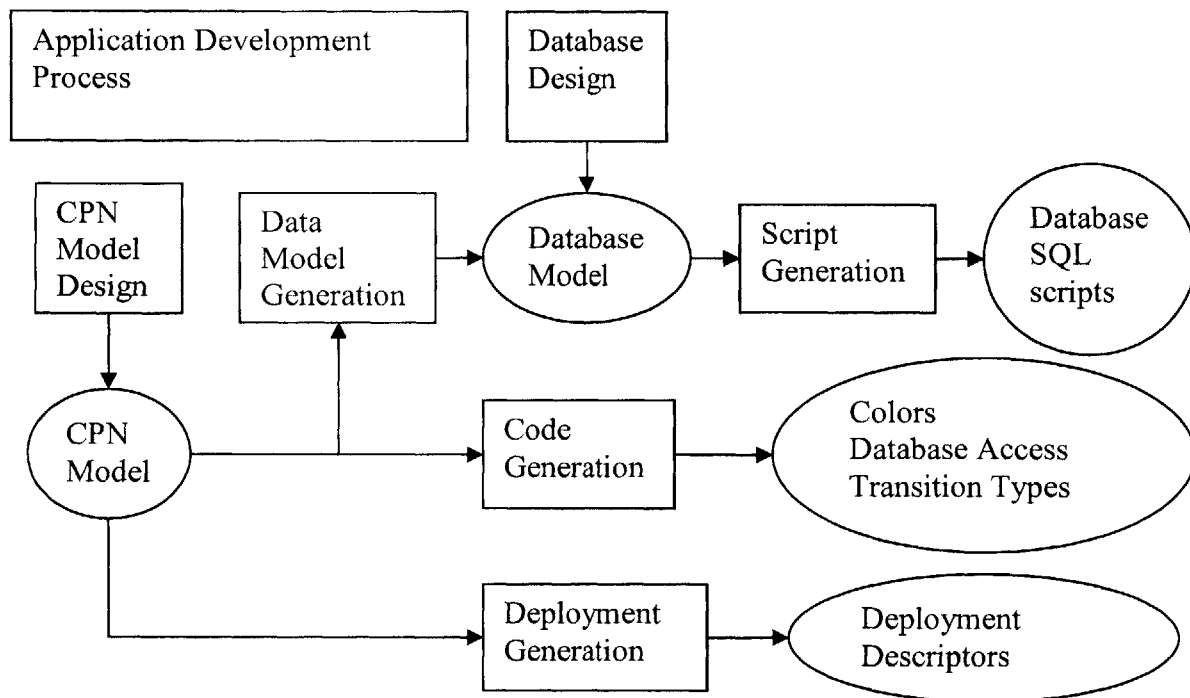 Application Development
Process
Database
Design
CPN
Model
Design
Data
Model
Generation
Database
Model
Script
Generation
Database
SQL
scripts
CPN
Model
Code
Generation
Colors
Database Access
Transition Types
Deployment
Generation
Deployment
Descriptors